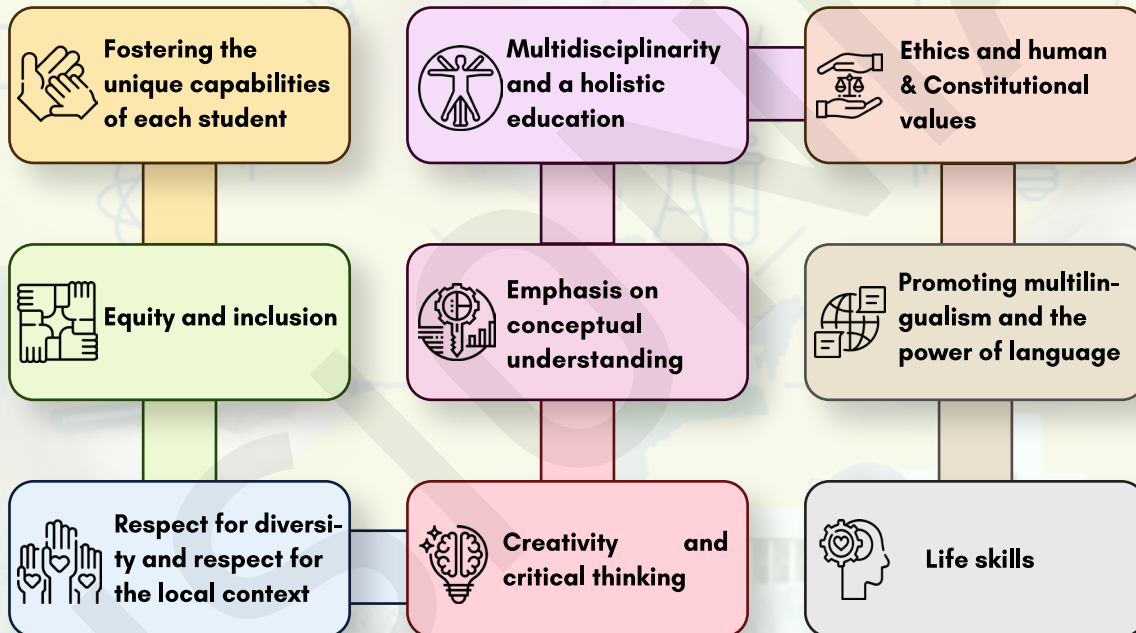 Fostering the
unique capabilities
of each student
Equity and inclusion
Respect for diversi-
ty and respect for
the local context
Creativity and
critical thinking
Emphasis on
conceptual
understanding
Multidisciplinarity
and a holistic
education
Ethics and human
& Constitutional
values
Promoting multilin-
gualism and the
power of language
Life skills